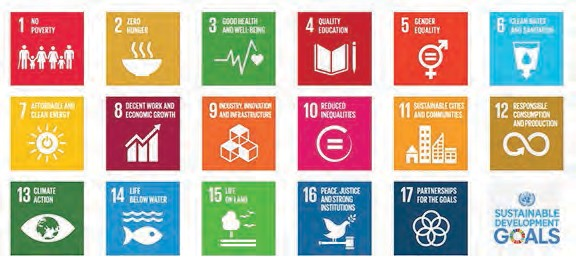 1 NO
POVERTY
2 ZERO
HUNGER
3 GOOD HEALTH
AND WELL-BEING
4 QUALITY
EDUCATION
5 GENDER
EQUALITY
6 CLEAN WATER
AND SANITATION
7 AFFORDABLE AND
CLEAN ENERGY
8 DECENT WORK AND
ECONOMIC GROWTH
9 INDUSTRY, INNOVATION
AND INFRASTRUCTURE
10 REDUCED
INEQUALITIES
11 SUSTAINABLE CITIES
AND COMMUNITIES
12 RESPONSIBLE
CONSUMPTION
AND PRODUCTION
13 CLIMATE
ACTION
14 LIFE
BELOW WATER
15 LIFE
ON LAND
16 PEACE, JUSTICE
AND STRONG
INSTITUTIONS
17 PARTNERSHIPS
FOR THE GOALS
SUSTAINABLE
DEVELOPMENT
GOALS